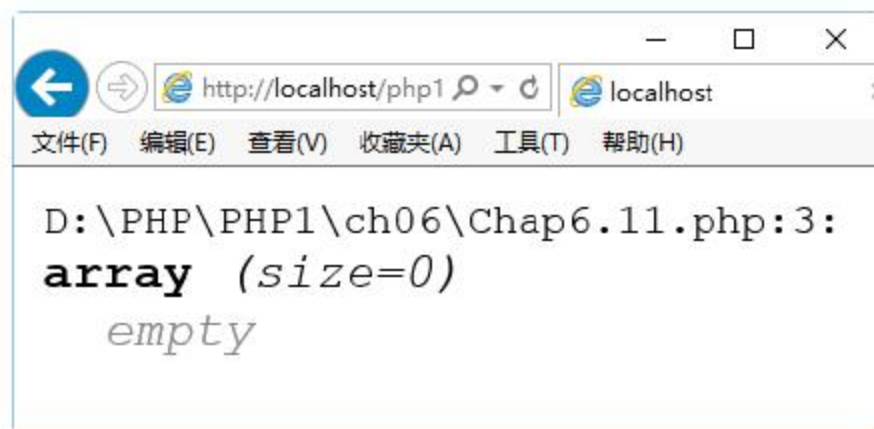 http://localhost/php1
localhost
文件(F) 编辑(E) 查看(V) 收藏夹(A) 工具(T) 帮助(H)
D:\PHP\PHP1\ch06\Chap6.11.php:3:
array (size=0)
empty